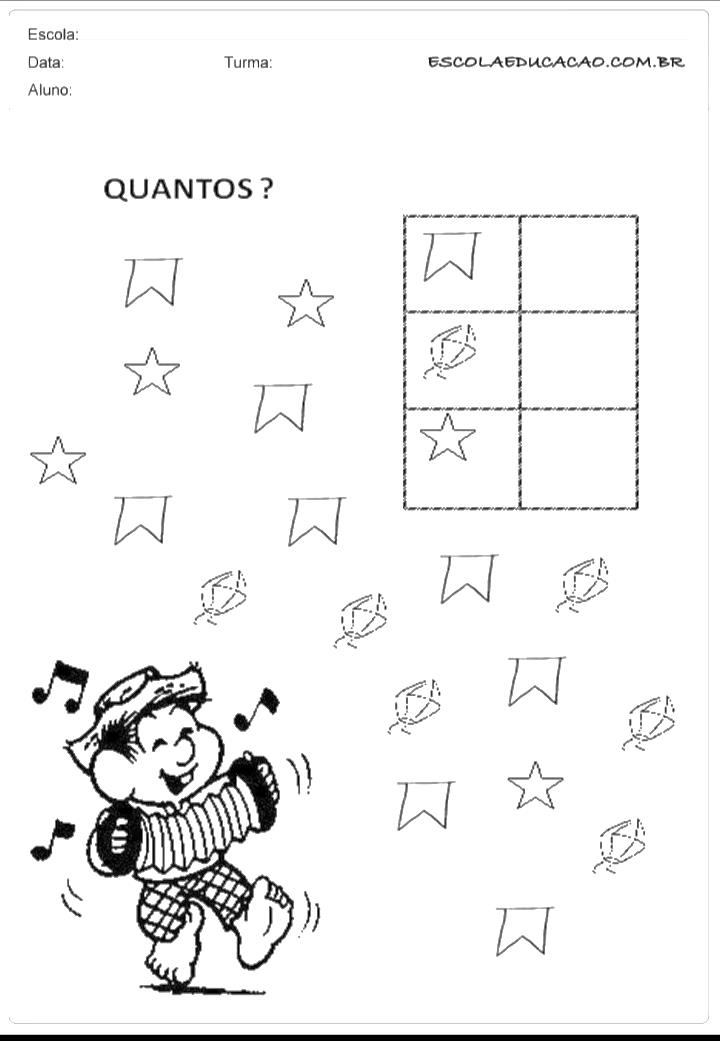 Escola:
Data: Turma: ESCOLAEDUCACAO.COM.BR
Aluno:
QUANTOS ?